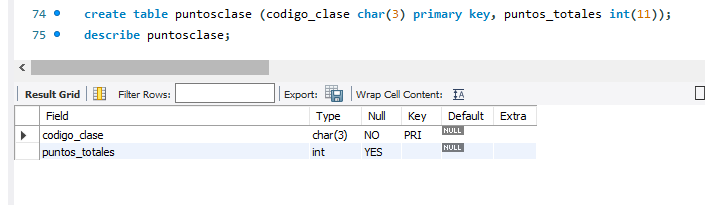 74 create table puntosclase (codigo_clase char(3) primary key, puntos_totales int(11));
75 describe puntosclase;
Result Grid Filter Rows: Export: Wrap Cell Content: IA
Field Type Null Key Default Extra
codigo_clase char(3) NO PRI NULL
puntos_totales int YES NULL